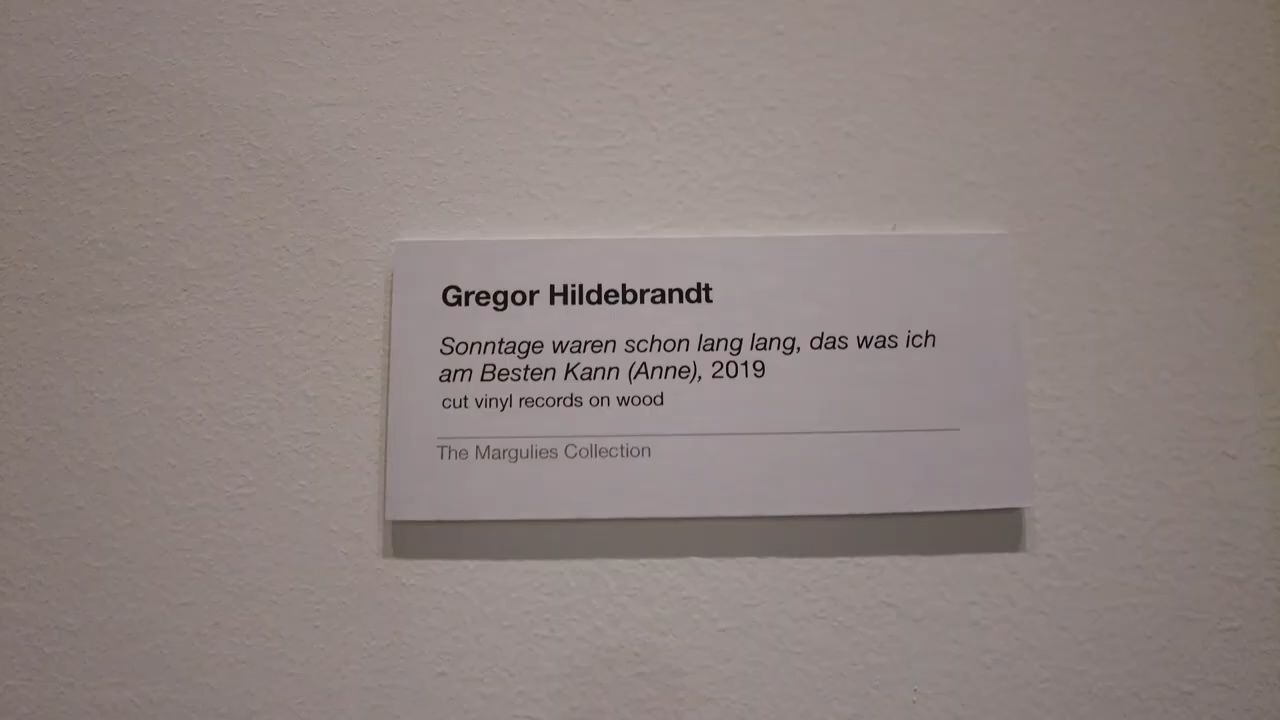 Gregor Hildebrandt
Sonntage waren schon lang lang, das was ich
am Besten Kann (Anne), 2019
cut vinyl records on wood
The Margulies Collection